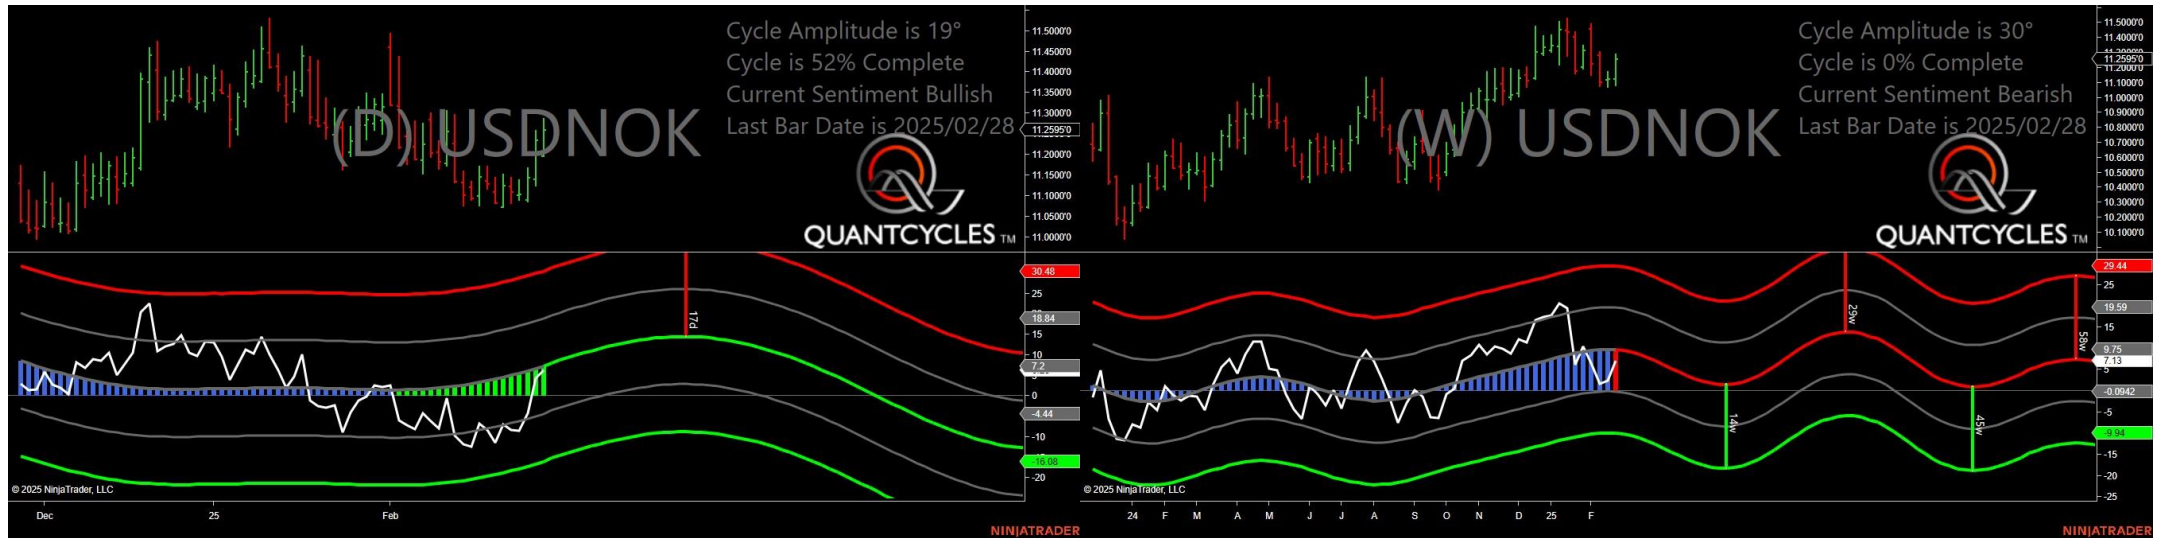 Cycle Amplitude is 19°
Cycle is 52% Complete
Current Sentiment Bullish
Last Bar Date is 2025/02/28
(D) USDNOK
QUANTCYCLES TM
11.5000'0
11.4500'0
11.4000'0
11.3500'0
11.3000'0
11.2595'0
11.2000'0
11.1500'0
11.1000'0
11.0500'0
11.0000'0
30.48
25
18.84
15
10
7.2
0
-4.44
-10
-16.08
-20
17d
© 2025 NinjaTrader, LLC
Dec
25
Feb
NINJATRADER
Cycle Amplitude is 30°
Cycle is 0% Complete
Current Sentiment Bearish
Last Bar Date is 2025/02/28
(W) USDNOK
QUANTCYCLES TM
11.5000'0
11.4000'0
11.2595'0
11.2000'0
11.1000'0
11.0000'0
10.8000'0
10.7000'0
10.6000'0
10.5000'0
10.4000'0
10.3000'0
10.2000'0
10.1000'0
29.44
25
19.59
15
9.75
7.13
5
-0.0942
-5
-9.94
-15
-20
-25
14w
29w
45w
58w
© 2025 NinjaTrader, LLC
24
F
M
A
M
J
J
A
S
O
N
D
25
F
NINJATRADER